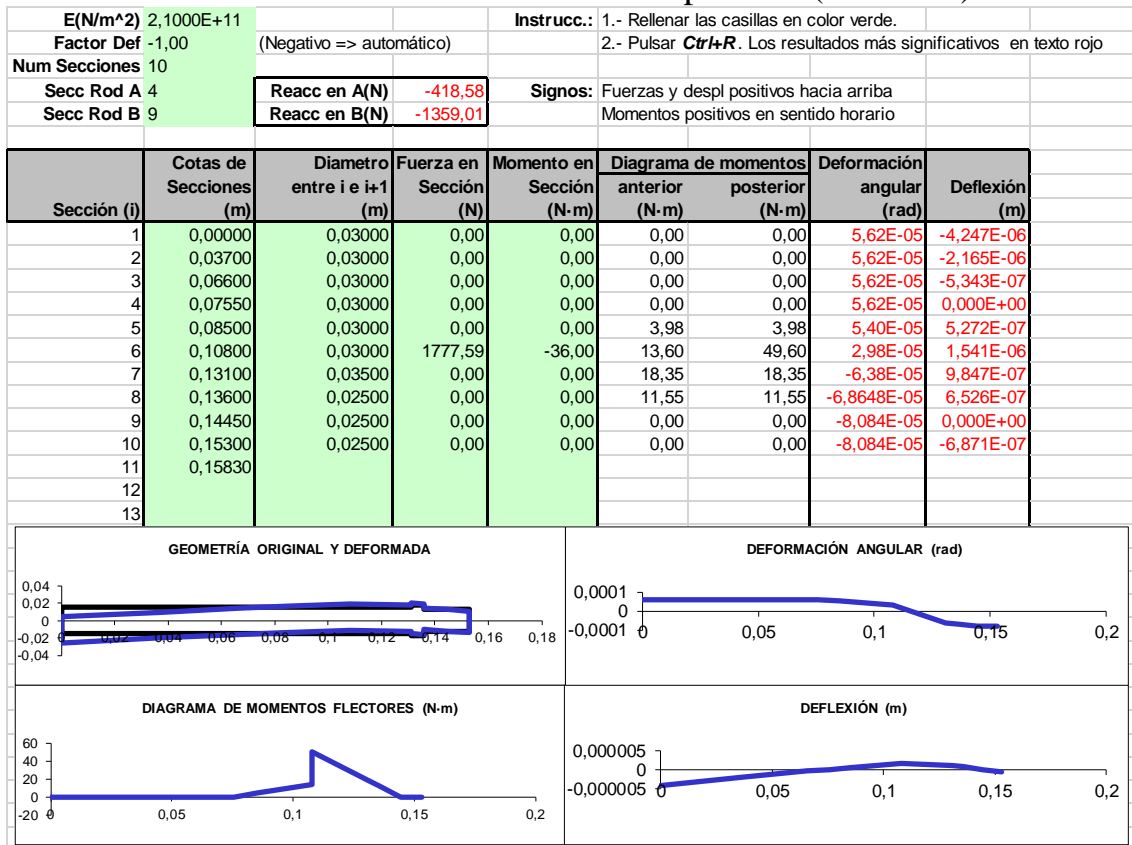 E(N/m^2) 2,1000E+11 Instrucc.: 1.- Rellenar las casillas en color verde.
Factor Def -1,00 (Negativo => automático) 2.- Pulsar Ctrl+R. Los resultados más significativos en texto rojo
Num Secciones 10
Secc Rod A 4 Reacc en A(N) -418,58 Signos: Fuerzas y despl positivos hacia arriba
Secc Rod B 9 Reacc en B(N) -1359,01 Momentos positivos en sentido horario
Cotas de Diametro Fuerza en Momento en Diagrama de momentos Deformación
Secciones entre i e i+1 Sección Sección anterior posterior angular Deflexión
Sección (i) (m) (m) (N) (N·m) (N·m) (N·m) (rad) (m)
1 0,00000 0,03000 0,00 0,00 0,00 0,00 5,62E-05 -4,247E-06
2 0,03700 0,03000 0,00 0,00 0,00 0,00 5,62E-05 -2,165E-06
3 0,06600 0,03000 0,00 0,00 0,00 0,00 5,62E-05 -5,343E-07
4 0,07550 0,03000 0,00 0,00 0,00 0,00 5,62E-05 0,000E+00
5 0,08500 0,03000 0,00 0,00 3,98 3,98 5,40E-05 5,272E-07
6 0,10800 0,03000 1777,59 -36,00 13,60 49,60 2,98E-05 1,541E-06
7 0,13100 0,03500 0,00 0,00 18,35 18,35 -6,38E-05 9,847E-07
8 0,13600 0,02500 0,00 0,00 11,55 11,55 -6,8648E-05 6,526E-07
9 0,14450 0,02500 0,00 0,00 0,00 0,00 -8,084E-05 0,000E+00
10 0,15300 0,02500 0,00 0,00 0,00 0,00 -8,084E-05 -6,871E-07
11 0,15830
12
13
GEOMETRÍA ORIGINAL Y DEFORMADA
0,04
0,02
0
-0,02
-0,04
0 0,02 0,04 0,06 0,08 0,1 0,12 0,14 0,16 0,18
DEFORMACIÓN ANGULAR (rad)
0,0001
0
-0,0001
0 0,05 0,1 0,15 0,2
DIAGRAMA DE MOMENTOS FLECTORES (N·m)
60
40
20
0
-20
0 0,05 0,1 0,15 0,2
DEFLEXIÓN (m)
0,000005
0
-0,000005
0 0,05 0,1 0,15 0,2